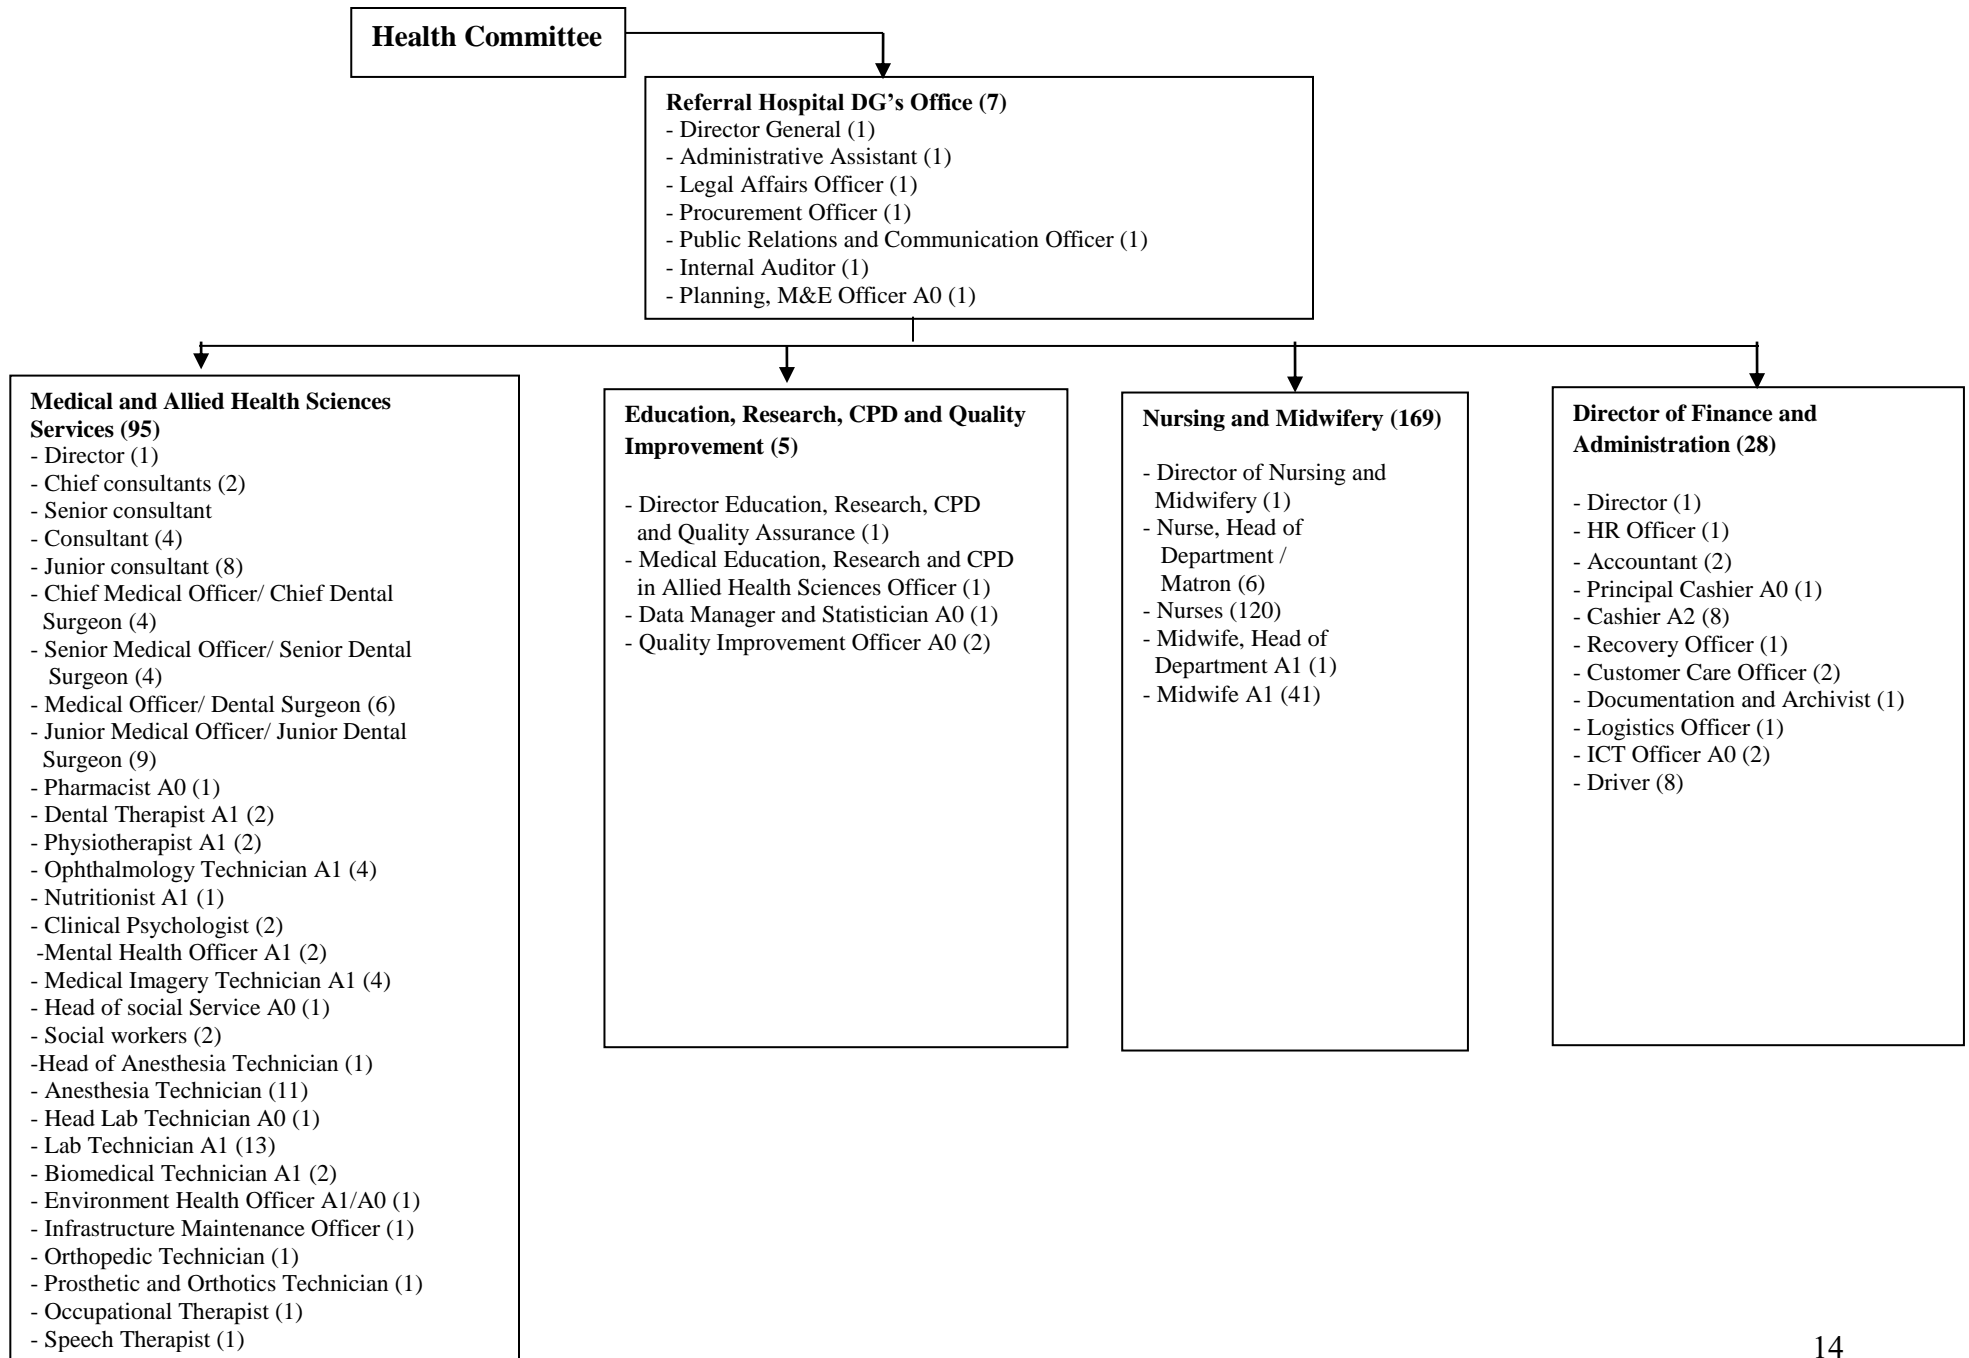 Health Committee
Referral Hospital DG’s Office (7)
- Director General (1)
- Administrative Assistant (1)
- Legal Affairs Officer (1)
- Procurement Officer (1)
- Public Relations and Communication Officer (1)
- Internal Auditor (1)
- Planning, M&E Officer A0 (1)
Medical and Allied Health Sciences
Services (95)
- Director (1)
- Chief consultants (2)
- Senior consultant
- Consultant (4)
- Junior consultant (8)
- Chief Medical Officer/ Chief Dental
Surgeon (4)
- Senior Medical Officer/ Senior Dental
Surgeon (4)
- Medical Officer/ Dental Surgeon (6)
- Junior Medical Officer/ Junior Dental
Surgeon (9)
- Pharmacist A0 (1)
- Dental Therapist A1 (2)
- Physiotherapist A1 (2)
- Ophthalmology Technician A1 (4)
- Nutritionist A1 (1)
- Clinical Psychologist (2)
-Mental Health Officer A1 (2)
- Medical Imagery Technician A1 (4)
- Head of social Service A0 (1)
- Social workers (2)
-Head of Anesthesia Technician (1)
- Anesthesia Technician (11)
- Head Lab Technician A0 (1)
- Lab Technician A1 (13)
- Biomedical Technician A1 (2)
- Environment Health Officer A1/A0 (1)
- Infrastructure Maintenance Officer (1)
- Orthopedic Technician (1)
- Prosthetic and Orthotics Technician (1)
- Occupational Therapist (1)
- Speech Therapist (1)
Education, Research, CPD and Quality
Improvement (5)
- Director Education, Research, CPD
and Quality Assurance (1)
- Medical Education, Research and CPD
in Allied Health Sciences Officer (1)
- Data Manager and Statistician A0 (1)
- Quality Improvement Officer A0 (2)
Nursing and Midwifery (169)
- Director of Nursing and
Midwifery (1)
- Nurse, Head of
Department /
Matron (6)
- Nurses (120)
- Midwife, Head of
Department A1 (1)
- Midwife A1 (41)
Director of Finance and
Administration (28)
- Director (1)
- HR Officer (1)
- Accountant (2)
- Principal Cashier A0 (1)
- Cashier A2 (8)
- Recovery Officer (1)
- Customer Care Officer (2)
- Documentation and Archivist (1)
- Logistics Officer (1)
- ICT Officer A0 (2)
- Driver (8)
14